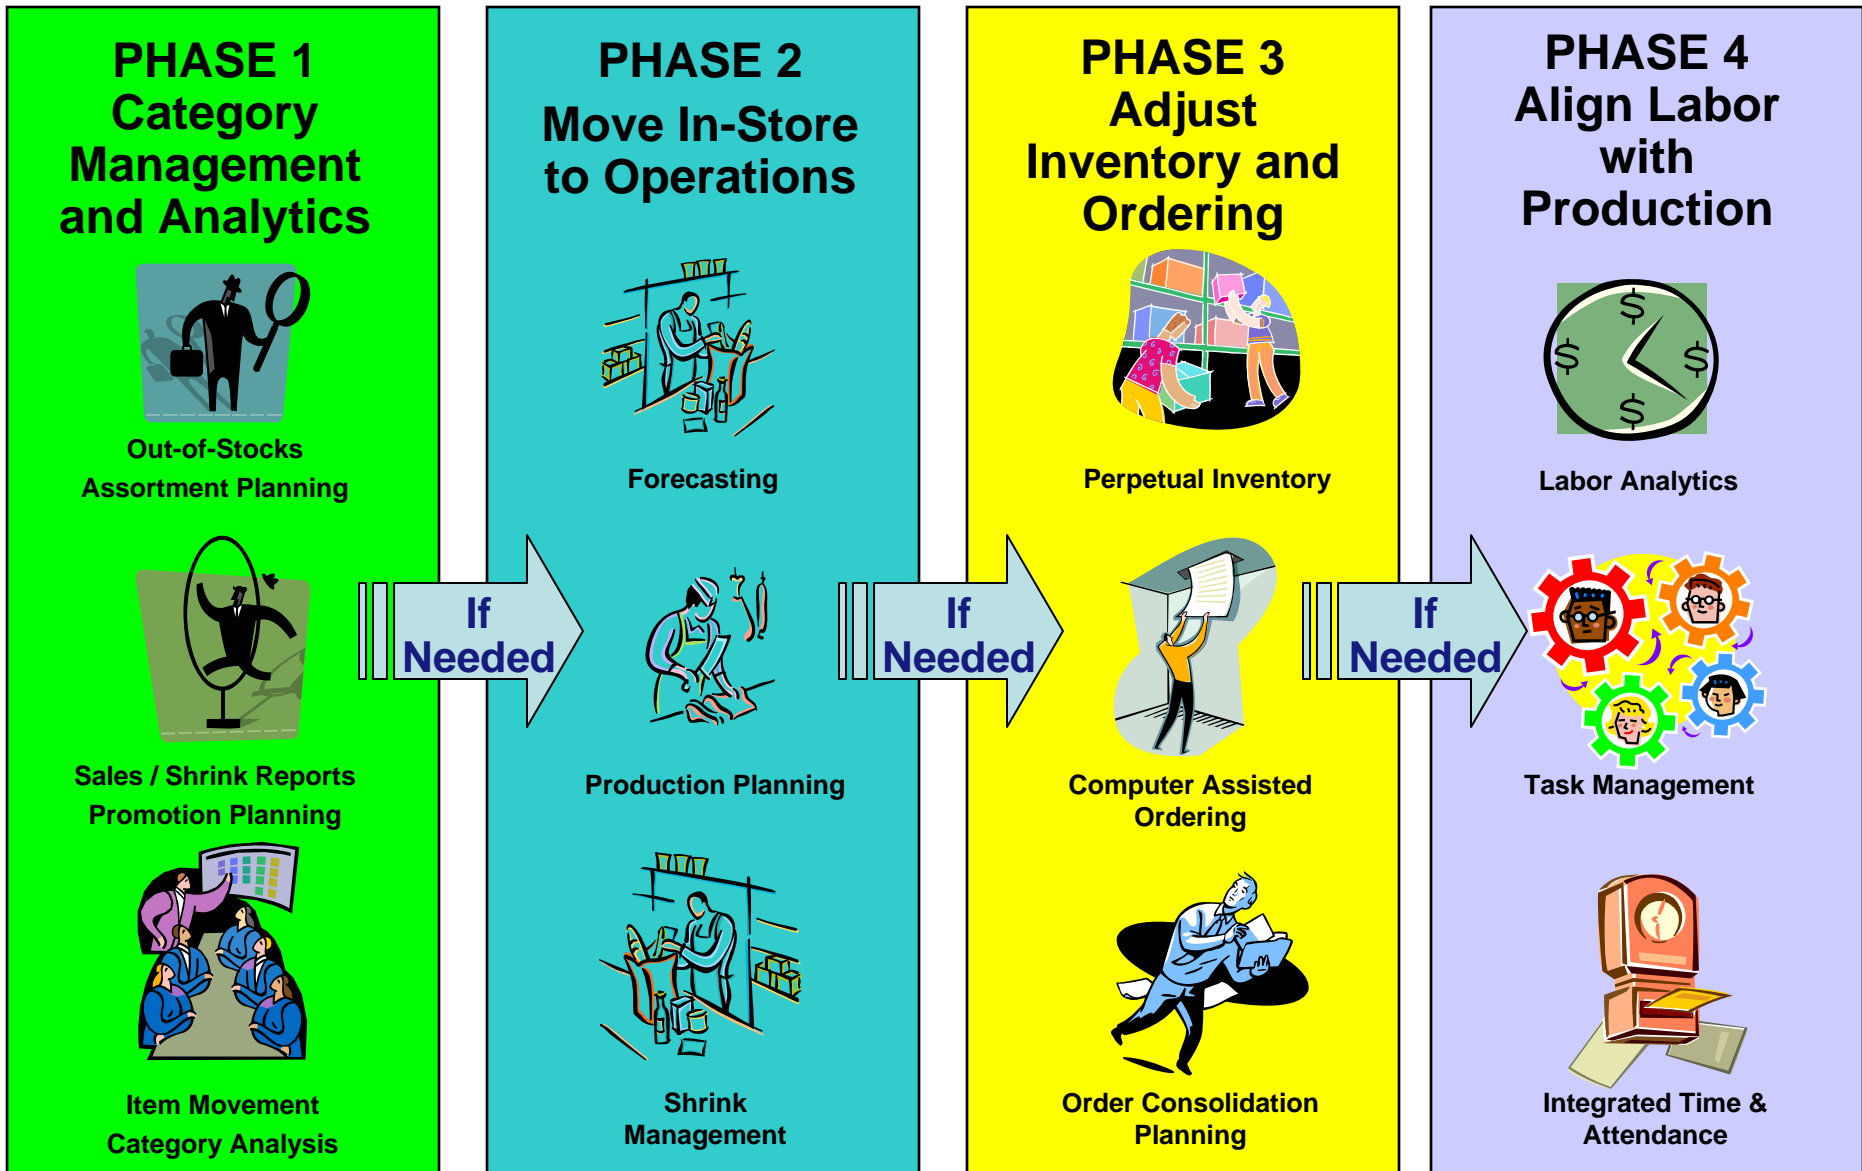 PHASE 1
Category
Management
and Analytics
Out-of-Stocks
Assortment Planning
Sales / Shrink Reports
Promotion Planning
Item Movement
Category Analysis
If
Needed
PHASE 2
Move In-Store
to Operations
Forecasting
Production Planning
Shrink
Management
If
Needed
PHASE 3
Adjust
Inventory and
Ordering
Perpetual Inventory
Computer Assisted
Ordering
Order Consolidation
Planning
If
Needed
PHASE 4
Align Labor
with
Production
$
$ $
$
Labor Analytics
Task Management
Integrated Time &
Attendance